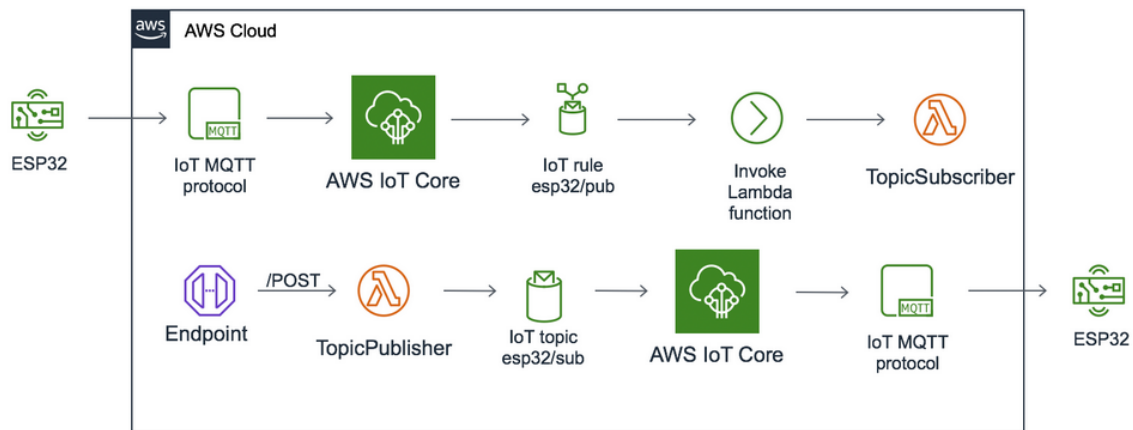 aws
AWS Cloud
ESP32
MQTT
IoT MQTT
protocol
AWS IoT Core
IoT rule
esp32/pub
Invoke
Lambda
function
TopicSubscriber
/POST
Endpoint
TopicPublisher
IoT topic
esp32/sub
AWS IoT Core
MQTT
IoT MQTT
protocol
ESP32